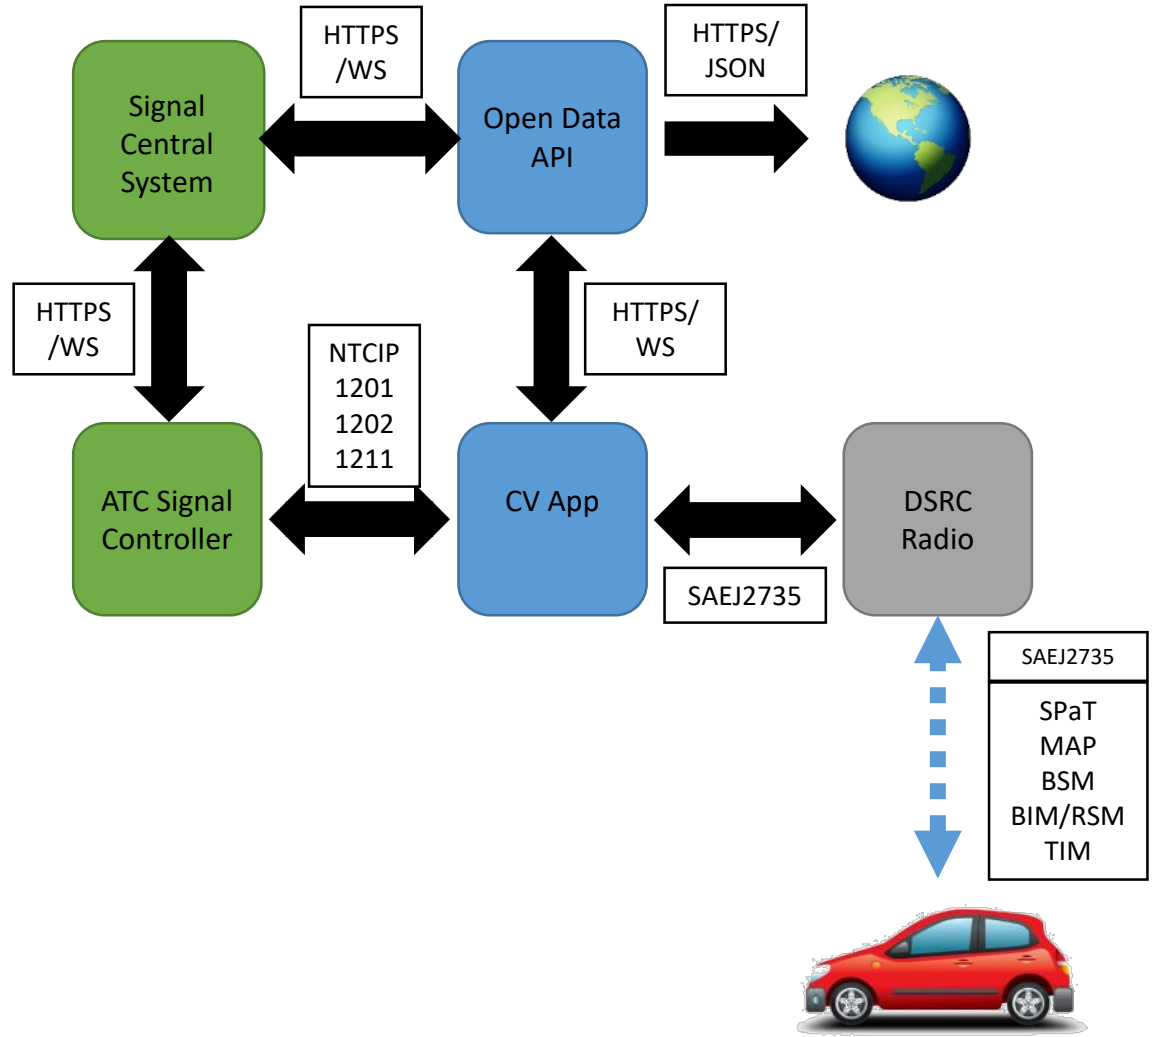 HTTPS
/WS
HTTPS/
JSON
Signal
Central
System
Open Data
API
HTTPS
/WS
HTTPS/
WS
NTCIP
1201
1202
1211
ATC Signal
Controller
CV App
DSRC
Radio
SAEJ2735
SAEJ2735
SPaT
MAP
BSM
BIM/RSM
TIM